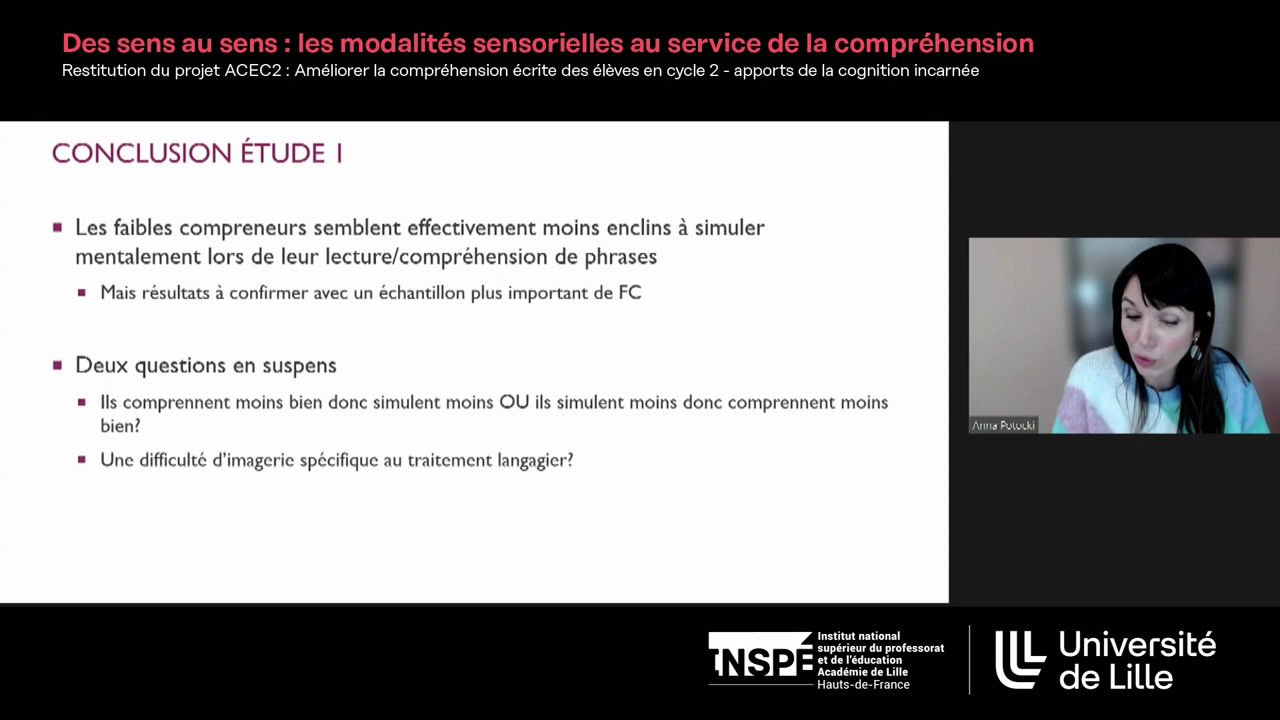 Des sens au sens : les modalités sensorielles au service de la compréhension
Restitution du projet ACEC2 : Améliorer la compréhension écrite des élèves en cycle 2 - apports de la cognition incarnée
CONCLUSION ÉTUDE 1
Les faibles compreneurs semblent effectivement moins enclins à simuler
mentalement lors de leur lecture/compréhension de phrases
Mais résultats à confirmer avec un échantillon plus important de FC
Deux questions en suspens
Ils comprennent moins bien donc simulent moins OU ils simulent moins donc comprennent moins
bien?
Une difficulté d'imagerie spécifique au traitement langagier?
Anna Potocki
INSPÉ
Institut national
supérieur du professorat
et de l'éducation
Académie de Lille
Hauts-de-France
Université
de Lille